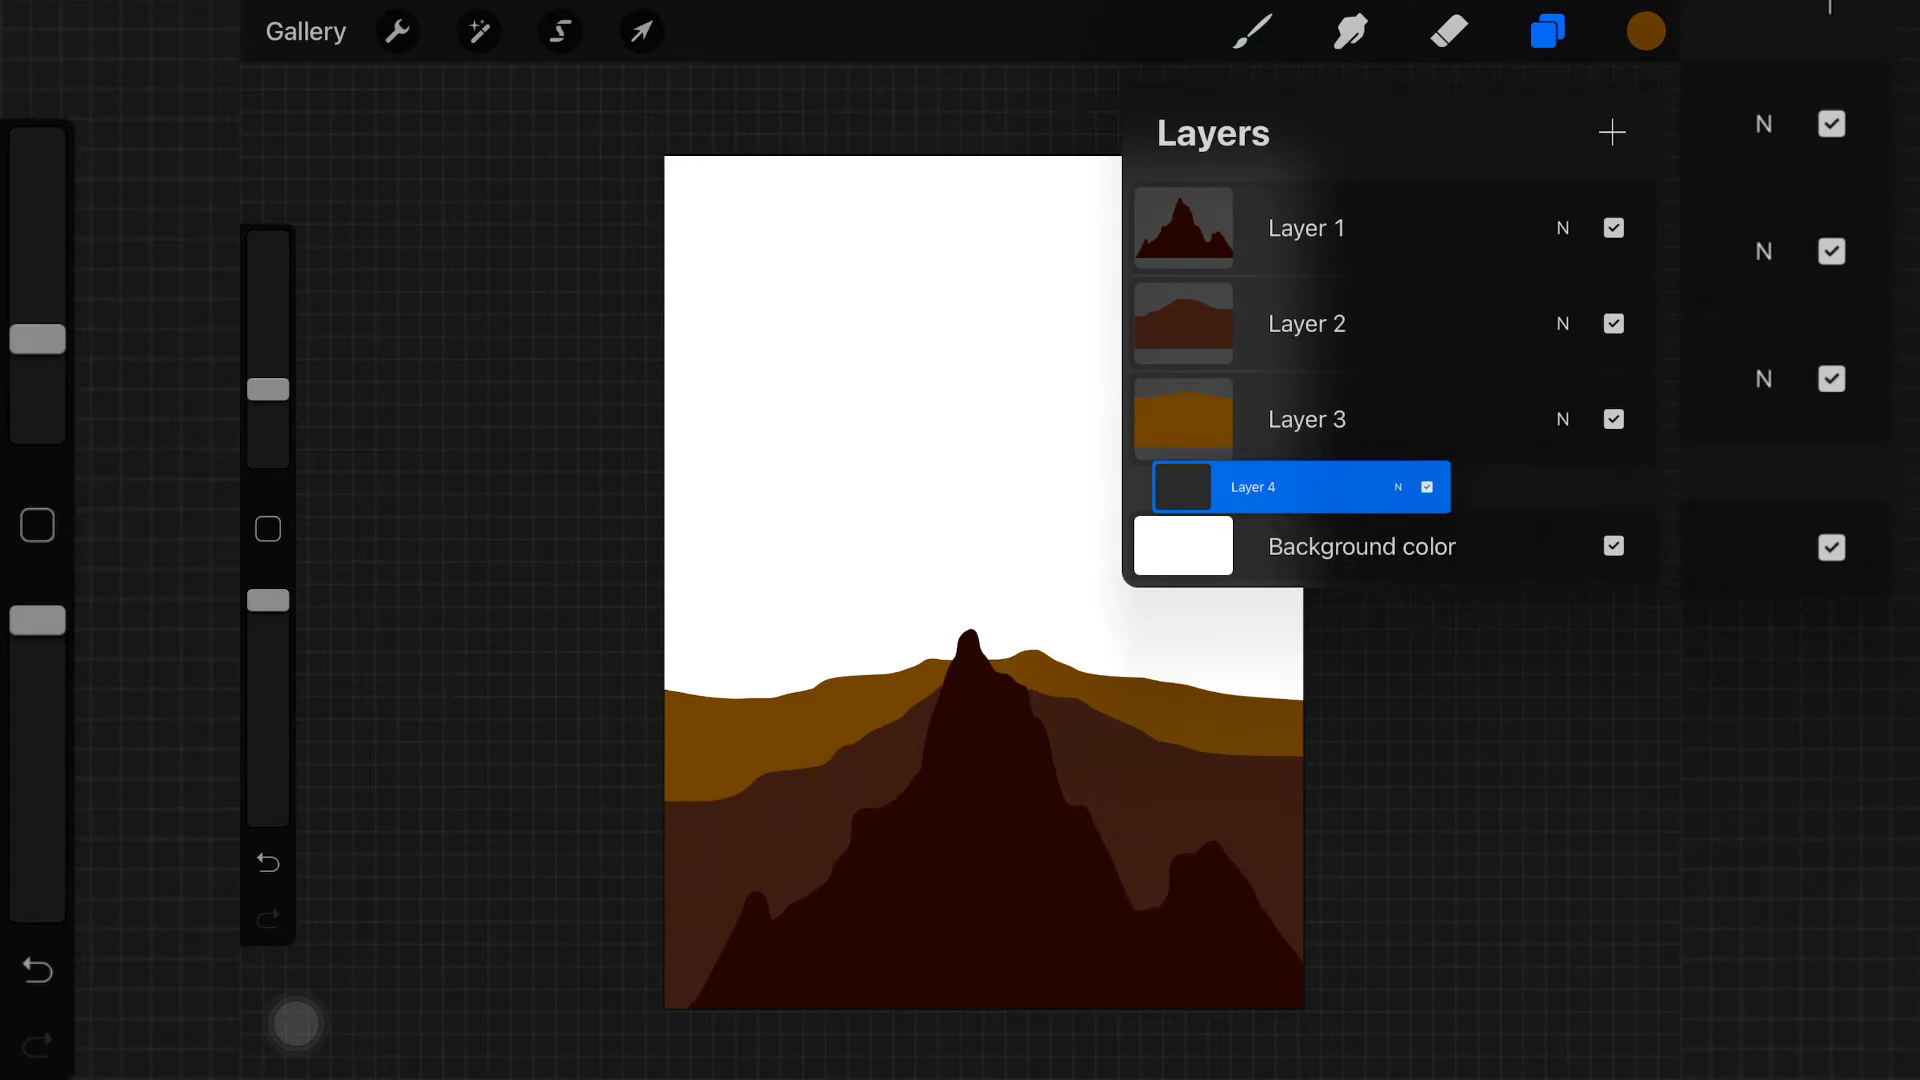 Gallery
Layers
Layer 1 N
Layer 2 N
Layer 3 N
Layer 4 N
Background color
N
N
N